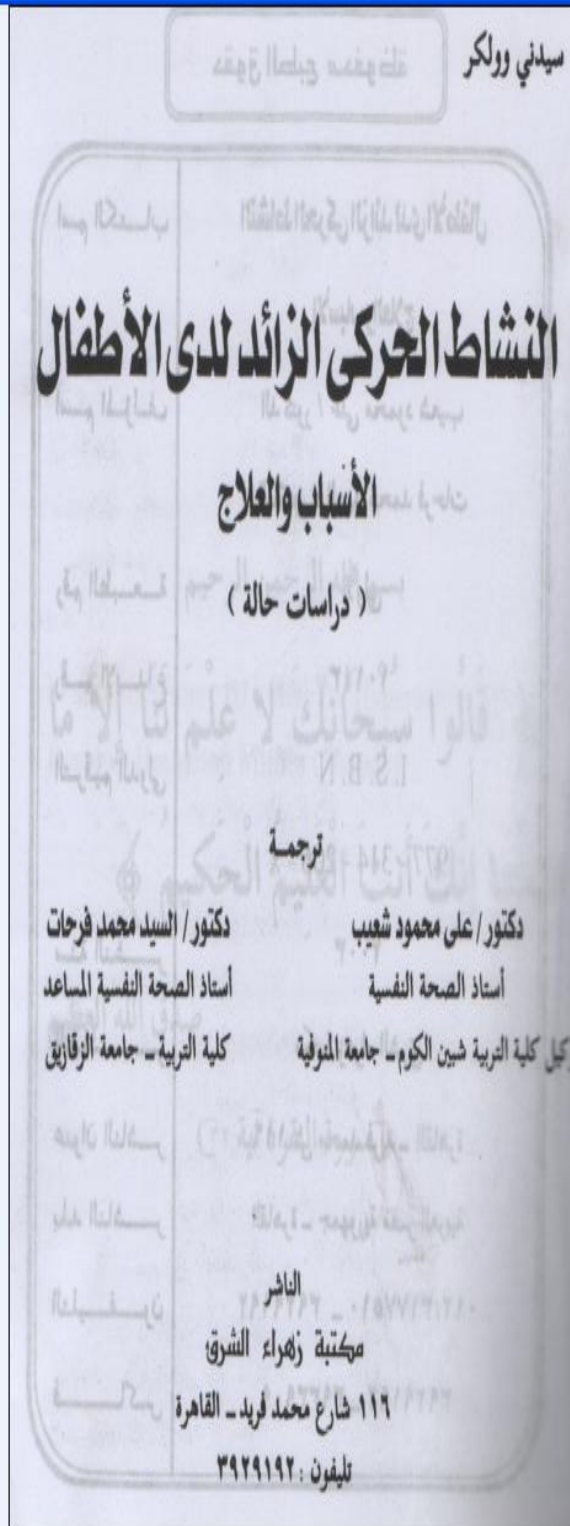 سيدني وولكر
النشاط الحركى الزائد لدى الأطفال
الأسباب والعلاج
( دراسات حالة )
ترجمـة
دكتور / على محمود شعيب
دكتور / السيد محمد فرحات
أستاذ الصحة النفسية
أستاذ الصحة النفسية المساعد
وكيل كلية التربية شبين الكوم ـ جامعة المنوفية
كلية التربية ـ جامعة الزقازيق
الناشر
مكتبة زهراء الشرق
١١٦ شارع محمد فريد ـ القاهرة
تليفون : ٣٩٢٩١٩٢